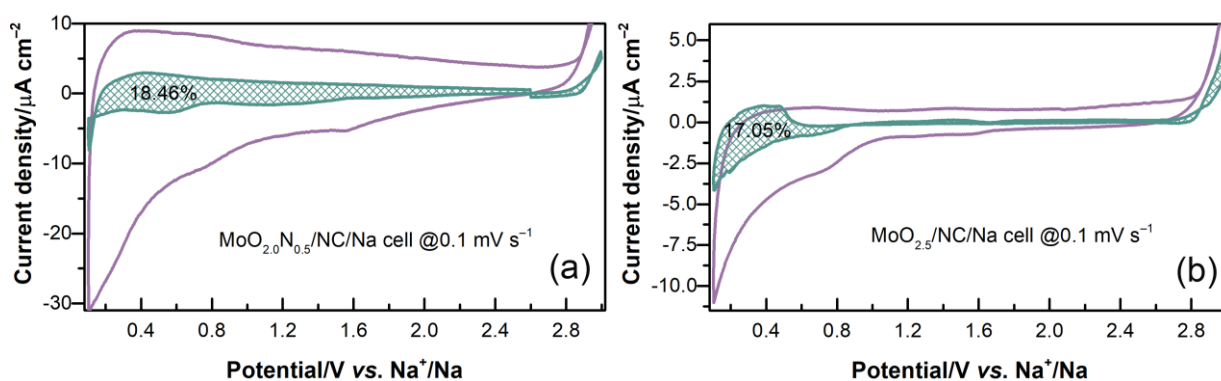 Current density/μA cm⁻²
10
0
-10
-20
-30
18.46%
MoO₂.₀N₀.₅/NC/Na cell @0.1 mV s⁻¹
(a)
0.4 0.8 1.2 1.6 2.0 2.4 2.8
Potential/V vs. Na⁺/Na
Current density/μA cm⁻²
5.0
2.5
0.0
-2.5
-5.0
-7.5
-10.0
17.05%
MoO₂.₅/NC/Na cell @0.1 mV s⁻¹
(b)
0.4 0.8 1.2 1.6 2.0 2.4 2.8
Potential/V vs. Na⁺/Na